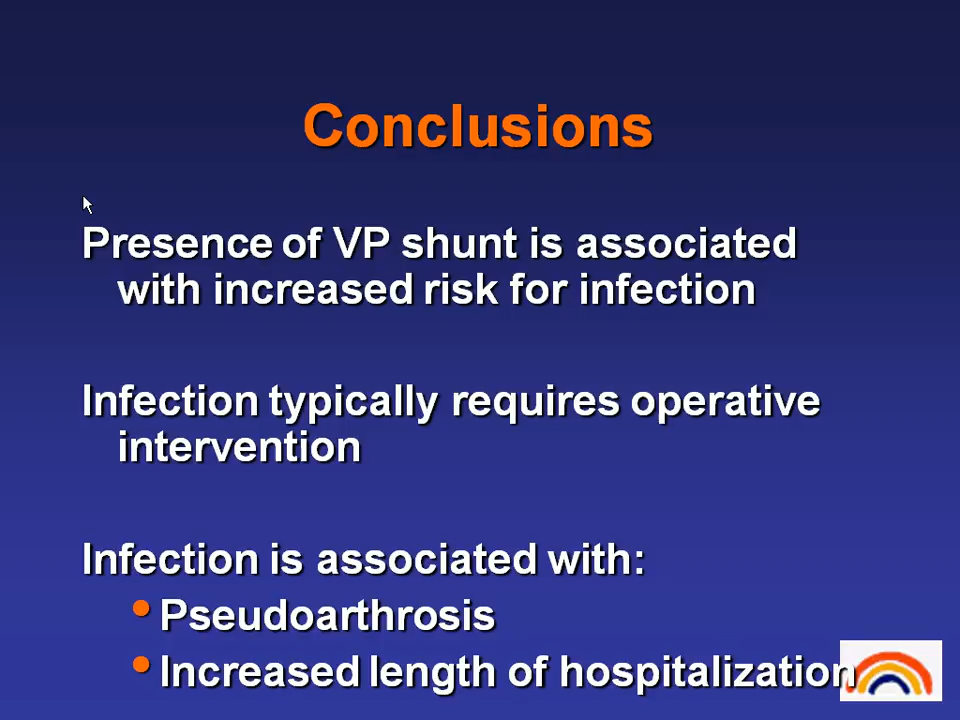 Conclusions
Presence of VP shunt is associated
with increased risk for infection
Infection typically requires operative
intervention
Infection is associated with:
• Pseudoarthrosis
• Increased length of hospitalization